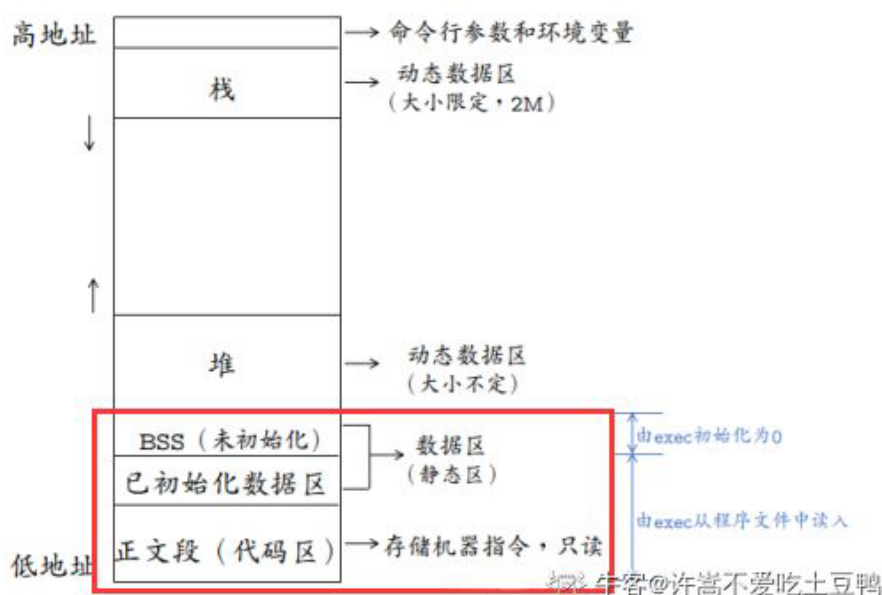 高地址
命令行参数和环境变量
栈
动态数据区
(大小限定，2M)
堆
动态数据区
(大小不定)
BSS（未初始化）
数据区
(静态区)
已初始化数据区
由exec初始化为0
由exec从程序文件中读入
正文段（代码区）
存储机器指令，只读
低地址
牛客@许嵩不爱吃土豆鸭